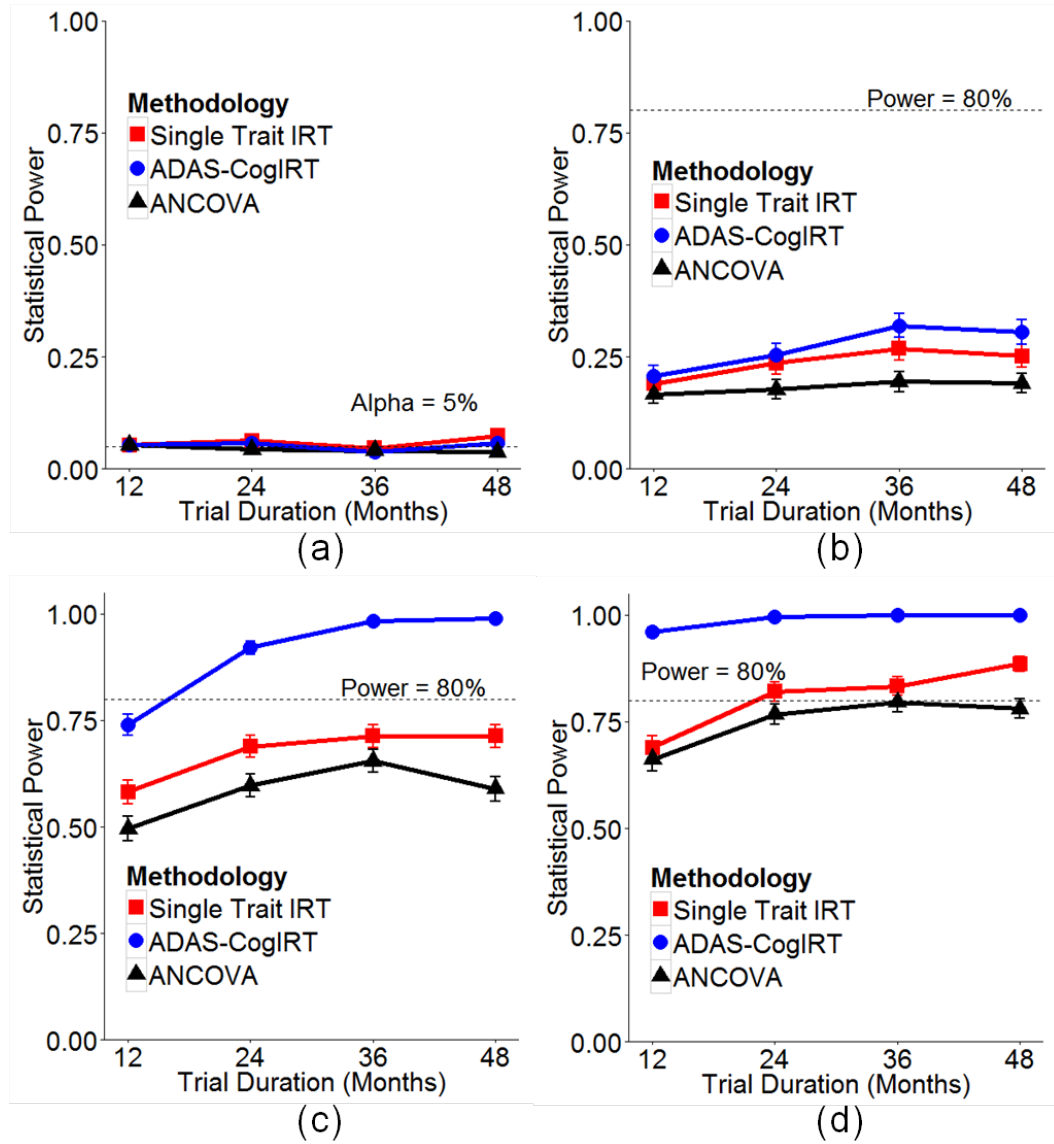 1.00
0.75
0.50
0.25
0.00
Statistical Power
Methodology
Single Trait IRT
ADAS-CogIRT
ANCOVA
Alpha = 5%
12 24 36 48
Trial Duration (Months)
(a)
1.00
0.75
0.50
0.25
0.00
Statistical Power
Power = 80%
Methodology
Single Trait IRT
ADAS-CogIRT
ANCOVA
12 24 36 48
Trial Duration (Months)
(b)
1.00
0.75
0.50
0.25
0.00
Statistical Power
Power = 80%
Methodology
Single Trait IRT
ADAS-CogIRT
ANCOVA
12 24 36 48
Trial Duration (Months)
(c)
1.00
0.75
0.50
0.25
0.00
Statistical Power
Power = 80%
Methodology
Single Trait IRT
ADAS-CogIRT
ANCOVA
12 24 36 48
Trial Duration (Months)
(d)